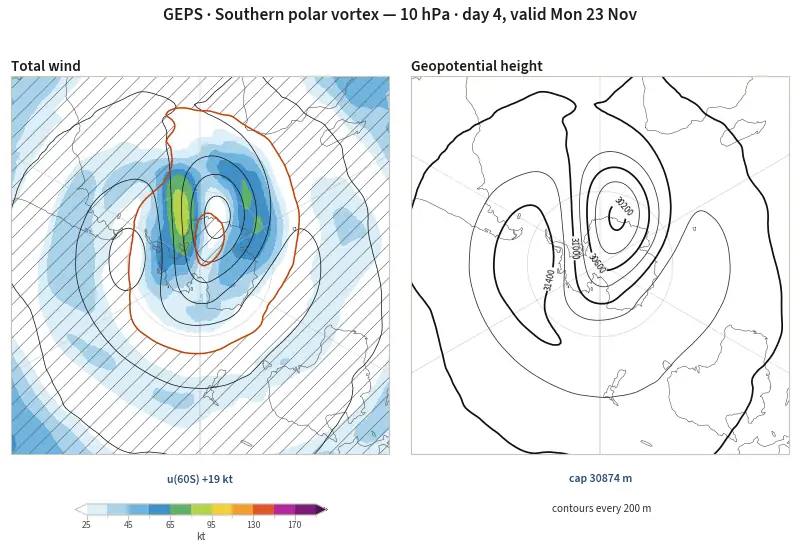 GEPS · Southern polar vortex — 10 hPa · day 4, valid Mon 23 Nov
Total wind
Geopotential height
30200
31000
30600
31400
u(60S) +19 kt
cap 30874 m
contours every 200 m
25 45 65 95 130 170
kt